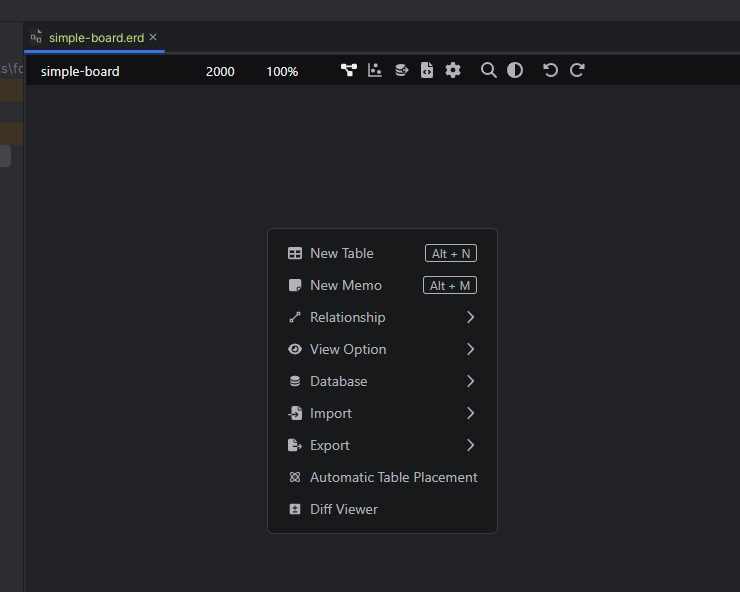 simple-board.erd
simple-board 2000 100%
New Table Alt + N
New Memo Alt + M
Relationship
View Option
Database
Import
Export
Automatic Table Placement
Diff Viewer